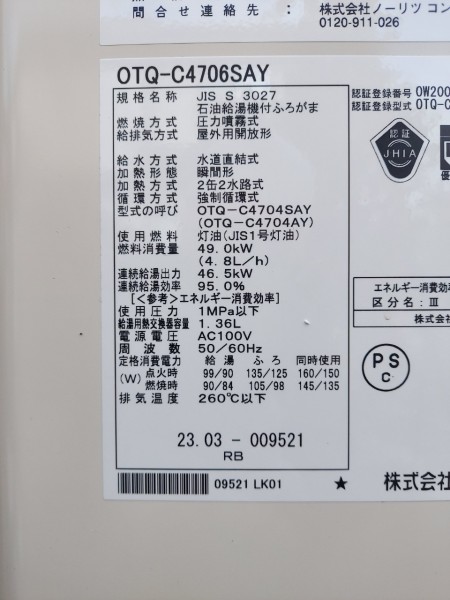 問合せ連絡先
株式会社ノーリツ コン
0120-911-026
OTQ-C4706SAY
規格名称 JIS S 3027
石油給湯機付ふろがま
燃焼方式 圧力噴霧式
給排気方式 屋外用開放形
給水方式 水道直結式
加熱形態 瞬間形
加熱方式 2缶2水路式
循環方式 強制循環式
型式の呼び OTQ-C4704SAY
(OTQ-C4704AY)
使用燃料 灯油(JIS1号灯油)
燃料消費量 49.0kW
(4.8L/h)
連続給湯出力 46.5kW
連続給湯効率 95.0%
[<参考>エネルギー消費効率]
使用圧力 1MPa以下
給湯用熱交換器容量 1.36L
電源電圧 AC100V
周波数 50/60Hz
定格消費電力 給湯 ふろ 同時使用
(W) 点火時 99/90 135/125 160/150
燃焼時 90/84 105/98 145/135
排気温度 260℃以下
23.03-009521
RB
09521 LK01 ★
認証登録番号 OW200
認証登録型式 OTQ-C
認証
JHIA
優
エネルギー消費効
区分名:Ⅲ
株式会
PS
C
株式会社